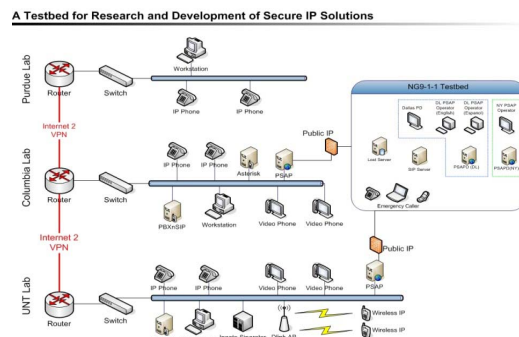 A Testbed for Research and Development of Secure IP Solutions
Purdue Lab
Router
Switch
Workstation
IP Phone
IP Phone
Internet 2
VPN
Columbia Lab
Router
Switch
IP Phone
IP Phone
Asterisk
PSAP
Public IP
PBXnSIP
Workstation
Video Phone
Video Phone
Internet 2
VPN
UNT Lab
Router
Switch
IP Phone
IP Phone
Video Phone
Video Phone
PSAP
Public IP
Wireless IP
Wireless IP
NG9-1-1 Testbed
Dallas PD
DL PSAP
Operator
(English)
DL PSAP
Operator
(Espanol)
NY PSAP
Operator
Lost Server
SIP Server
PSAPD (DL)
PSAPD(NY)
Emergency Caller